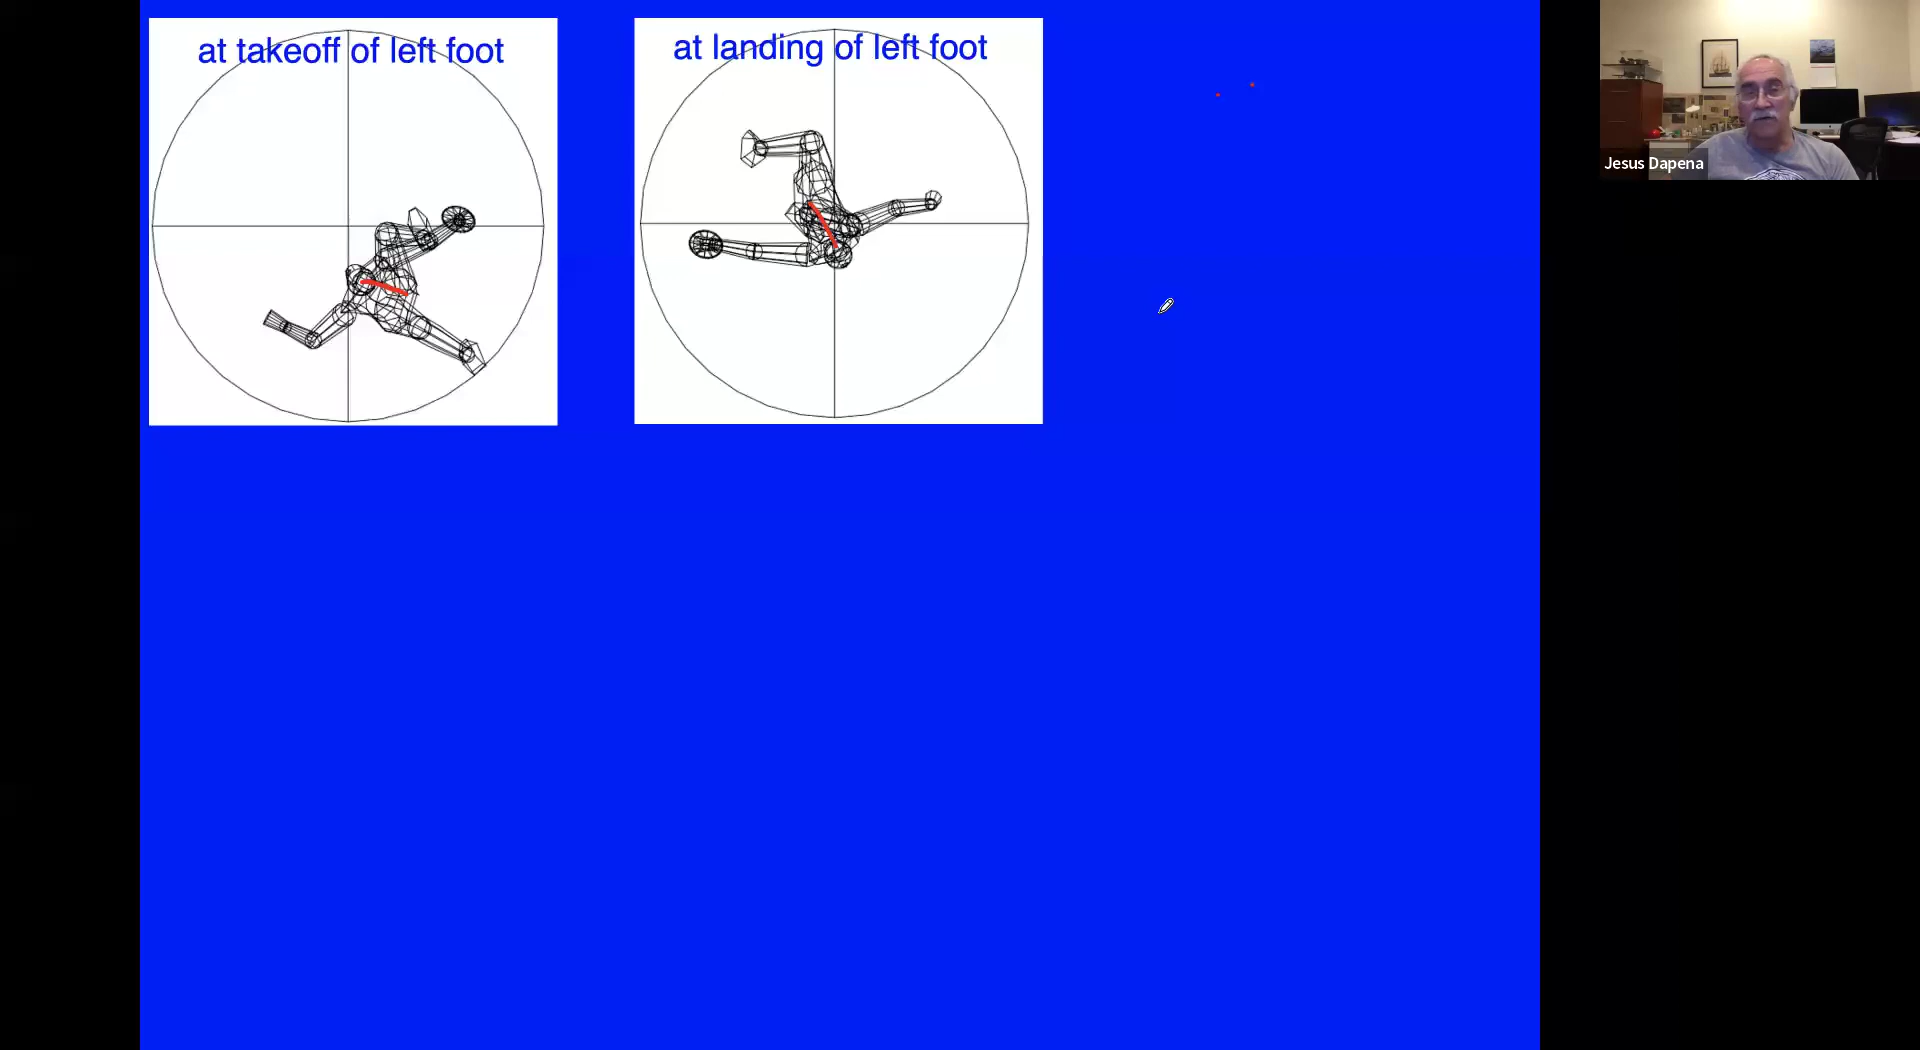 at takeoff of left foot
at landing of left foot
Jesus Dapena